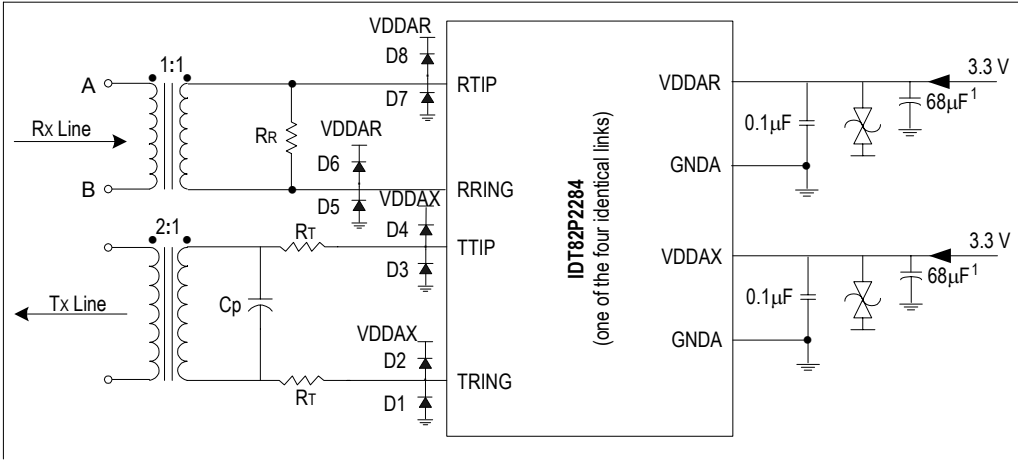 VDDAR
D8
1:1
A
RTIP
D7
Rx Line
RR
VDDAR
D6
B
RRING
D5
VDDAX
2:1
D4
RT
TTIP
D3
Tx Line
Cp
VDDAX
D2
TRING
RT
D1
IDT82P2284
(one of the four identical links)
VDDAR
3.3 V
0.1µF
68µF1
GNDA
VDDAX
3.3 V
0.1µF
68µF1
GNDA